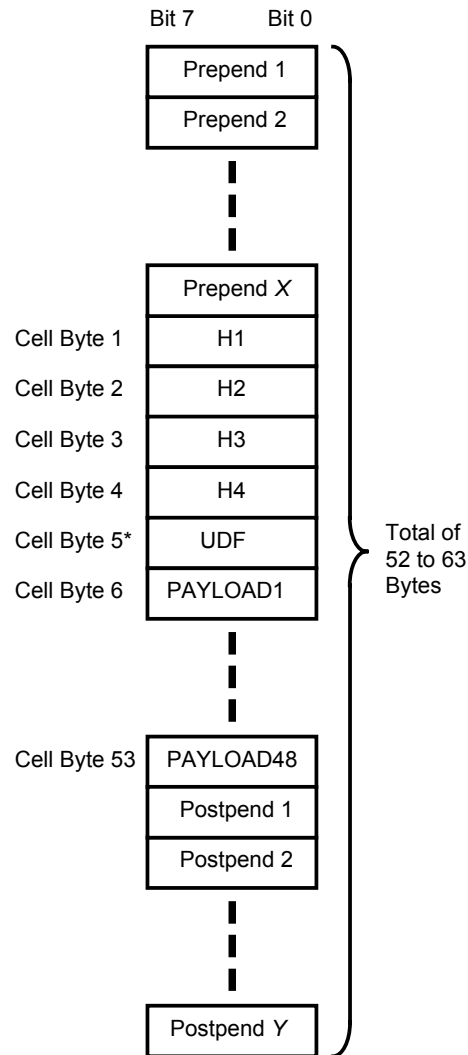 Bit 7 Bit 0
Prepend 1
Prepend 2
Prepend X
Cell Byte 1 H1
Cell Byte 2 H2
Cell Byte 3 H3
Cell Byte 4 H4
Cell Byte 5* UDF
Cell Byte 6 PAYLOAD1
Total of
52 to 63
Bytes
Cell Byte 53 PAYLOAD48
Postpend 1
Postpend 2
Postpend Y